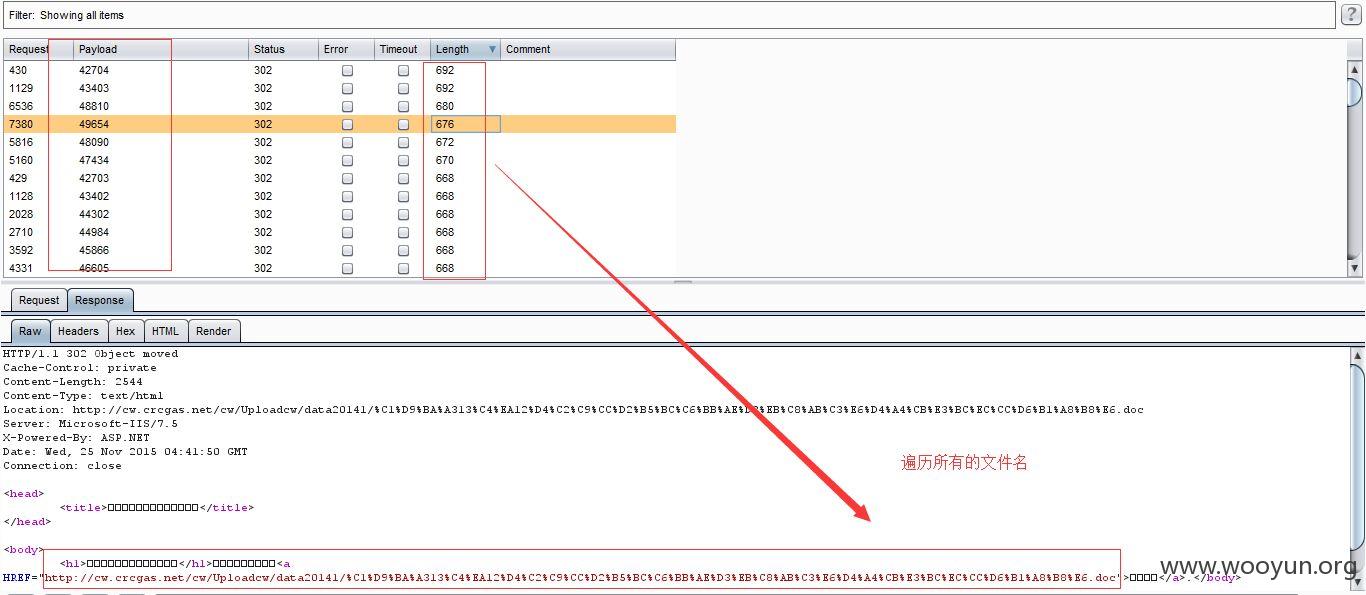 Filter: Showing all items
?
Request Payload Status Error Timeout Length Comment
430 42704 302 692
1129 43403 302 692
6536 48810 302 680
7380 49654 302 676
5816 48090 302 672
5160 47434 302 670
429 42703 302 668
1128 43402 302 668
2028 44302 302 668
2710 44984 302 668
3592 45866 302 668
4331 46605 302 668
Request Response
Raw Headers Hex HTML Render
HTTP/1.1 302 Object moved
Cache-Control: private
Content-Length: 2544
Content-Type: text/html
Location: http://cw.crcgas.net/cw/Uploadcw/data20141/%C1%D9%BA%A313%C4%EA12%D4%C2%C9%CC%D2%B5%BC%C6%BB%AE%D3%EB%C8%AB%C3%E6%D4%A4%CB%E3%BC%EC%CC%D6%B1%A8%B8%E6.doc
Server: Microsoft-IIS/7.5
X-Powered-By: ASP.NET
Date: Wed, 25 Nov 2015 04:41:50 GMT
Connection: close
遍历所有的文件名
<head>
<title>□□□□□□□□□□□□□</title>
</head>
<body>
<h1>□□□□□□□□□□□□□</h1>□□□□□□□□□<a
HREF="http://cw.crcgas.net/cw/Uploadcw/data20141/%C1%D9%BA%A313%C4%EA12%D4%C2%C9%CC%D2%B5%BC%C6%BB%AE%D3%EB%C8%AB%C3%E6%D4%A4%CB%E3%BC%EC%CC%D6%B1%A8%B8%E6.doc">□□□□</a>.</body>
www.wooyun.org